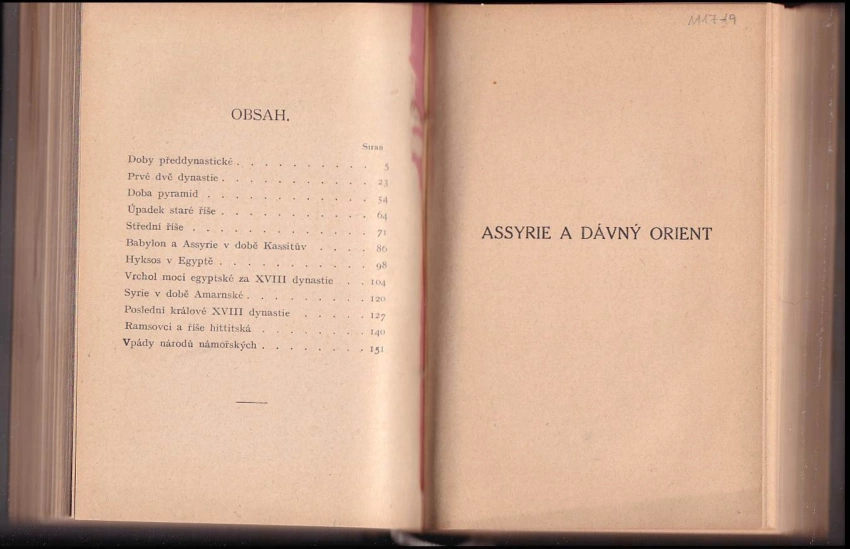 OBSAH.
Strana
Doby předdynastické . . . . . . . . . . 5
Prvé dvě dynastie . . . . . . . . . . . 23
Doba pyramid . . . . . . . . . . . . 34
Úpadek staré říše . . . . . . . . . . . 64
Střední říše . . . . . . . . . . . . . 71
Babylon a Assyrie v době Kassitův . . . . 86
Hyksos v Egyptě . . . . . . . . . . . 98
Vrchol moci egyptské za XVIII dynastie . . 104
Syrie v době Amarnské . . . . . . . . . 120
Poslední králové XVIII dynastie . . . . . 127
Ramsovci a říše hittitská . . . . . . . . 140
Vpády národů námořských . . . . . . . . 151
ASSYRIE A DÁVNÝ ORIENT